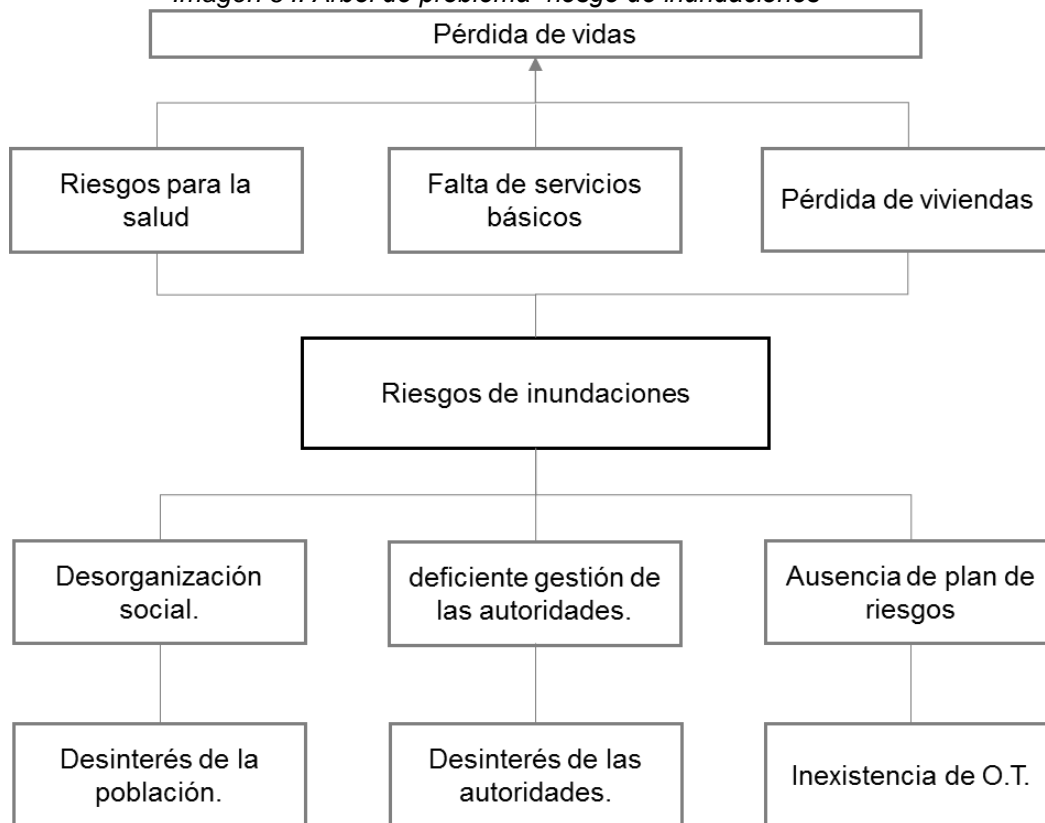 Pérdida de vidas
Riesgos para la
salud
Falta de servicios
básicos
Pérdida de viviendas
Riesgos de inundaciones
Desorganización
social.
deficiente gestión de
las autoridades.
Ausencia de plan de
riesgos
Desinterés de la
población.
Desinterés de las
autoridades.
Inexistencia de O.T.